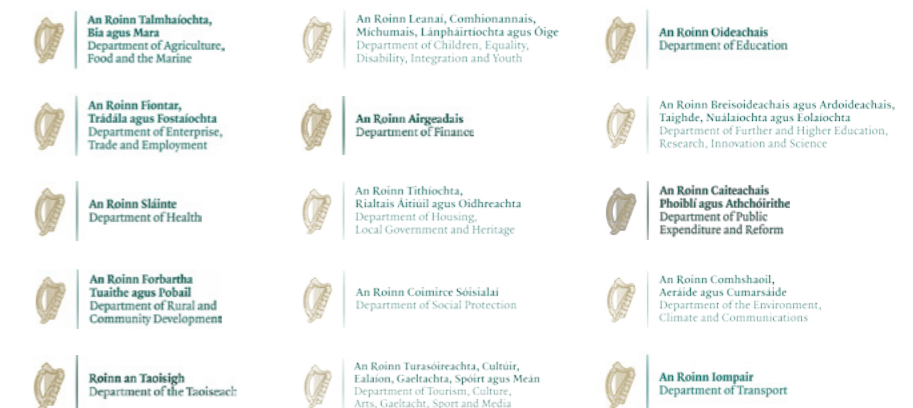 An Roinn Talmhaíochta,
Bia agus Mara
Department of Agriculture,
Food and the Marine
An Roinn Leanaí, Comhionannais,
Míchumais, Lánpháirtíochta agus Óige
Department of Children, Equality,
Disability, Integration and Youth
An Roinn Oideachais
Department of Education
An Roinn Fiontar,
Trádála agus Fostaíochta
Department of Enterprise,
Trade and Employment
An Roinn Airgeadais
Department of Finance
An Roinn Breisoideachais agus Ardoideachais,
Taighde, Nuálaíochta agus Eolaíochta
Department of Further and Higher Education,
Research, Innovation and Science
An Roinn Sláinte
Department of Health
An Roinn Tithíochta,
Rialtais Áitiúil agus Oidhreachta
Department of Housing,
Local Government and Heritage
An Roinn Caiteachais
Phoiblí agus Athchóirithe
Department of Public
Expenditure and Reform
An Roinn Forbartha
Tuaithe agus Pobail
Department of Rural and
Community Development
An Roinn Coimirce Sóisialaí
Department of Social Protection
An Roinn Comhshaoil,
Aeráide agus Cumarsáide
Department of the Environment,
Climate and Communications
Roinn an Taoisigh
Department of the Taoiseach
An Roinn Turasóireachta, Cultúir,
Ealaíon, Gaeltachta, Spóirt agus Meán
Department of Tourism, Culture,
Arts, Gaeltacht, Sport and Media
An Roinn Iompair
Department of Transport